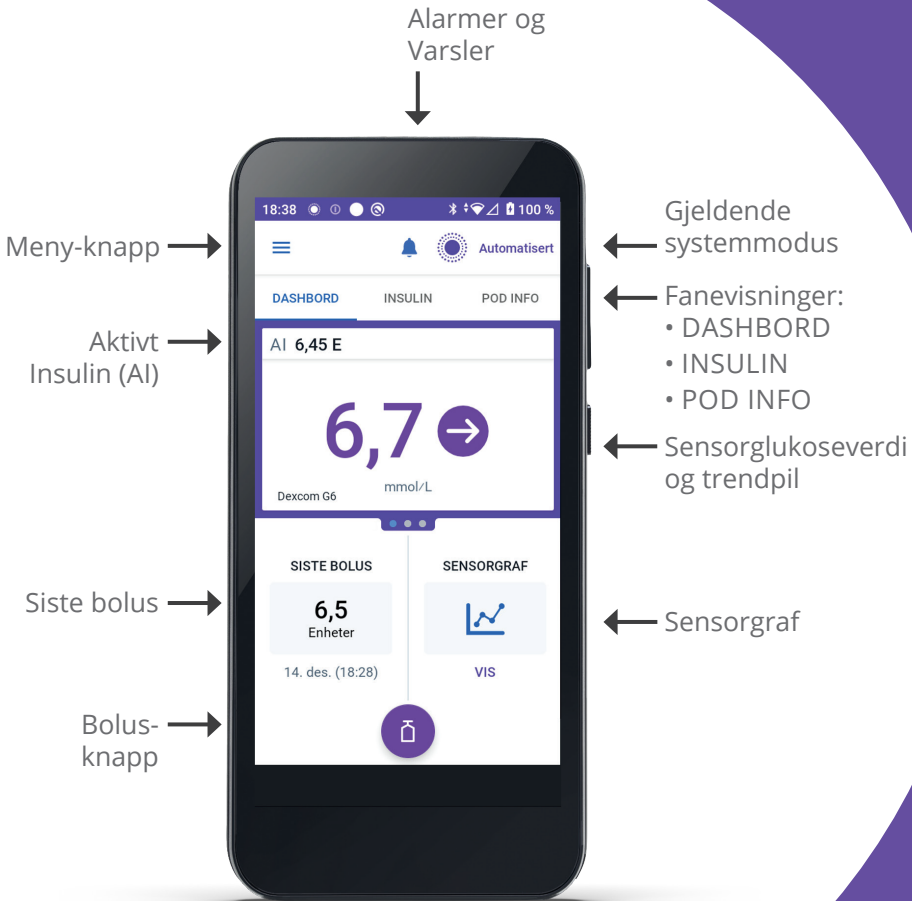 Alarmer og
Varsler
18:38
100 %
Meny-knapp
Automatisert
Gjeldende
systemmodus
DASHBORD
INSULIN
POD INFO
Fanevisninger:
• DASHBORD
• INSULIN
• POD INFO
Aktivt
Insulin (AI)
AI 6,45 E
6,7
mmol/L
Dexcom G6
Sensorglukoseverdi
og trendpil
SISTE BOLUS
SENSORGRAF
Siste bolus
6,5
Enheter
14. des. (18:28)
VIS
Sensorgraf
Bolus-
knapp